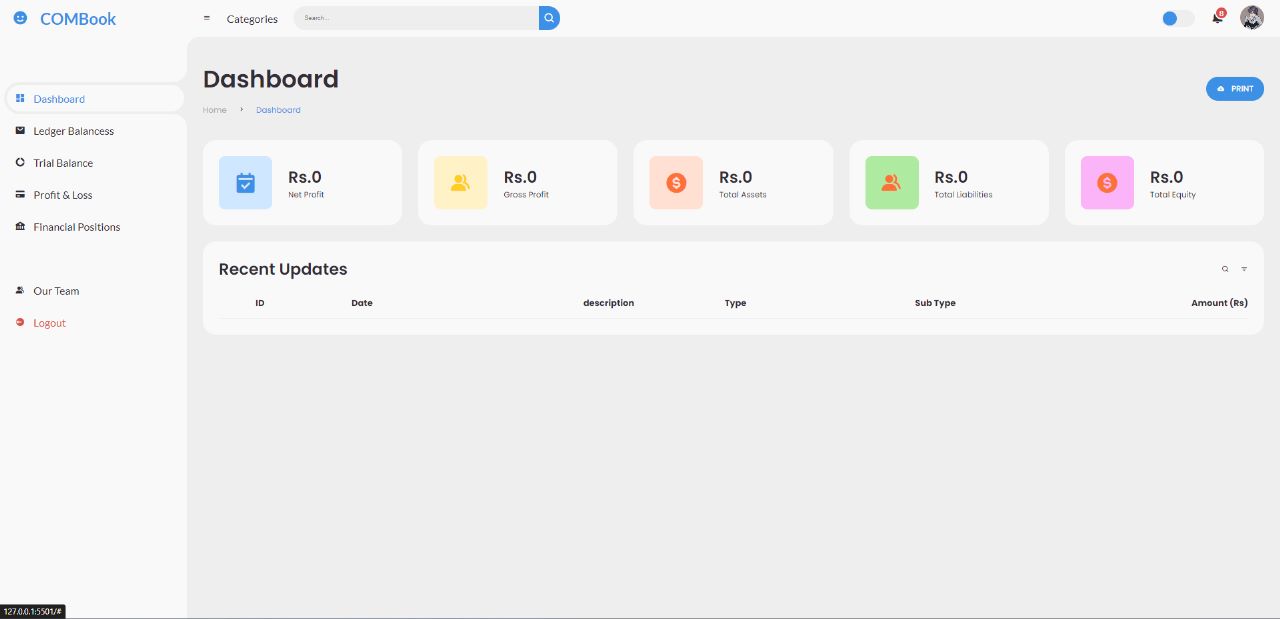 COMBook
Categories
Search...
8
Dashboard
Ledger Balancess
Trial Balance
Profit & Loss
Financial Positions
Our Team
Logout
Dashboard
Home > Dashboard
PRINT
Rs.0
Net Profit
Rs.0
Gross Profit
Rs.0
Total Assets
Rs.0
Total Liabilities
Rs.0
Total Equity
Recent Updates
ID Date description Type Sub Type Amount (Rs)
127.0.0.1:5501/#